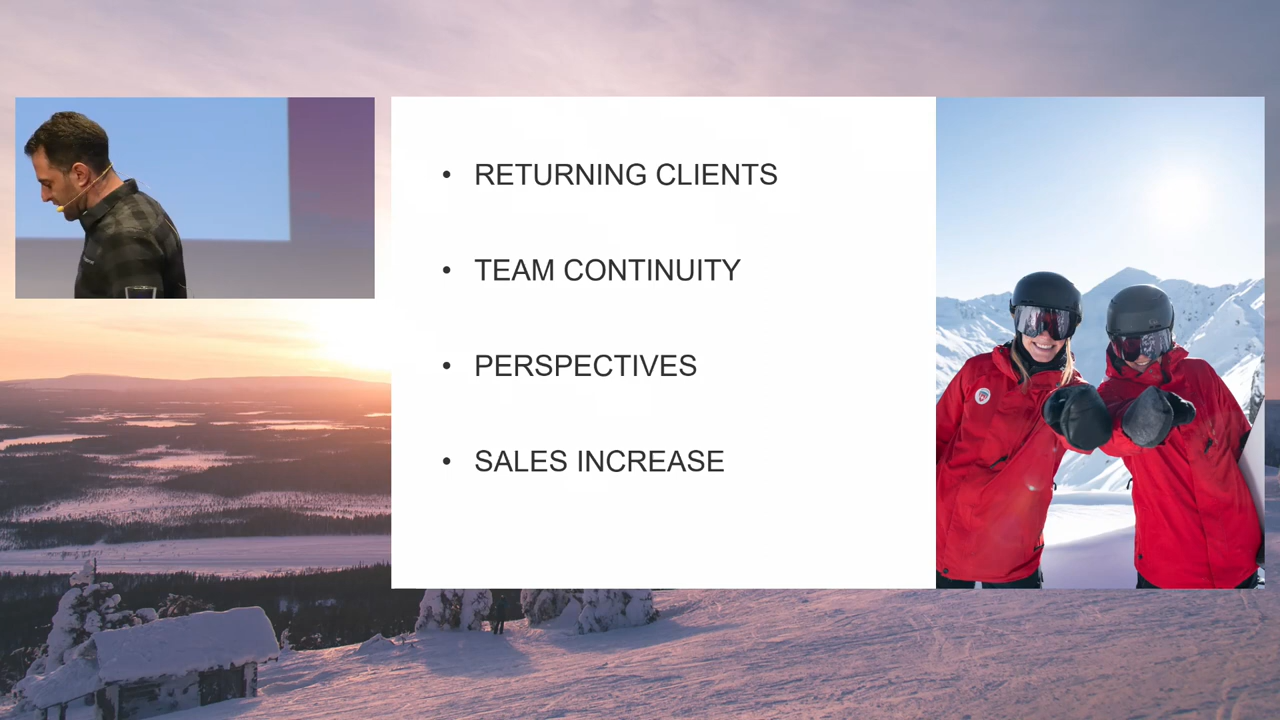 • RETURNING CLIENTS
• TEAM CONTINUITY
• PERSPECTIVES
• SALES INCREASE